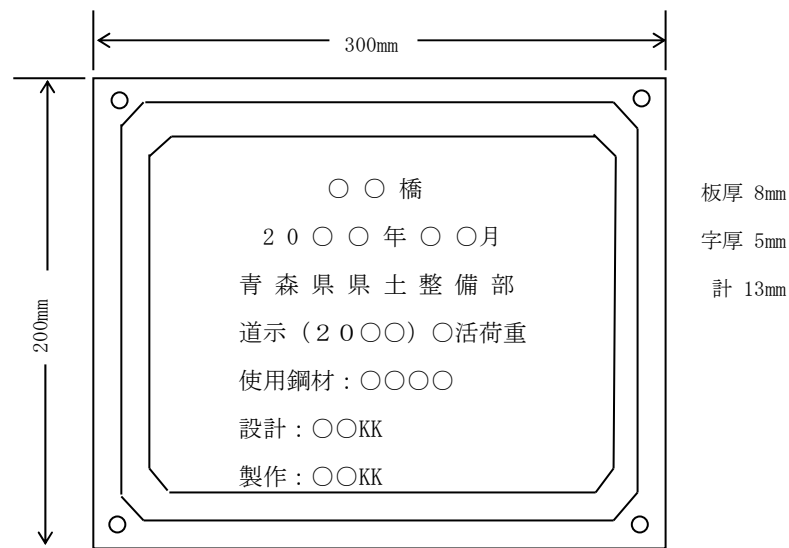 300mm
○ ○ 橋
２０ ○ ○ 年 ○ ○月
青 森 県 県 土 整 備 部
道示（２０○○）○活荷重
使用鋼材：○○○○
設計：○○KK
製作：○○KK
200mm
板厚 8mm
字厚 5mm
計 13mm